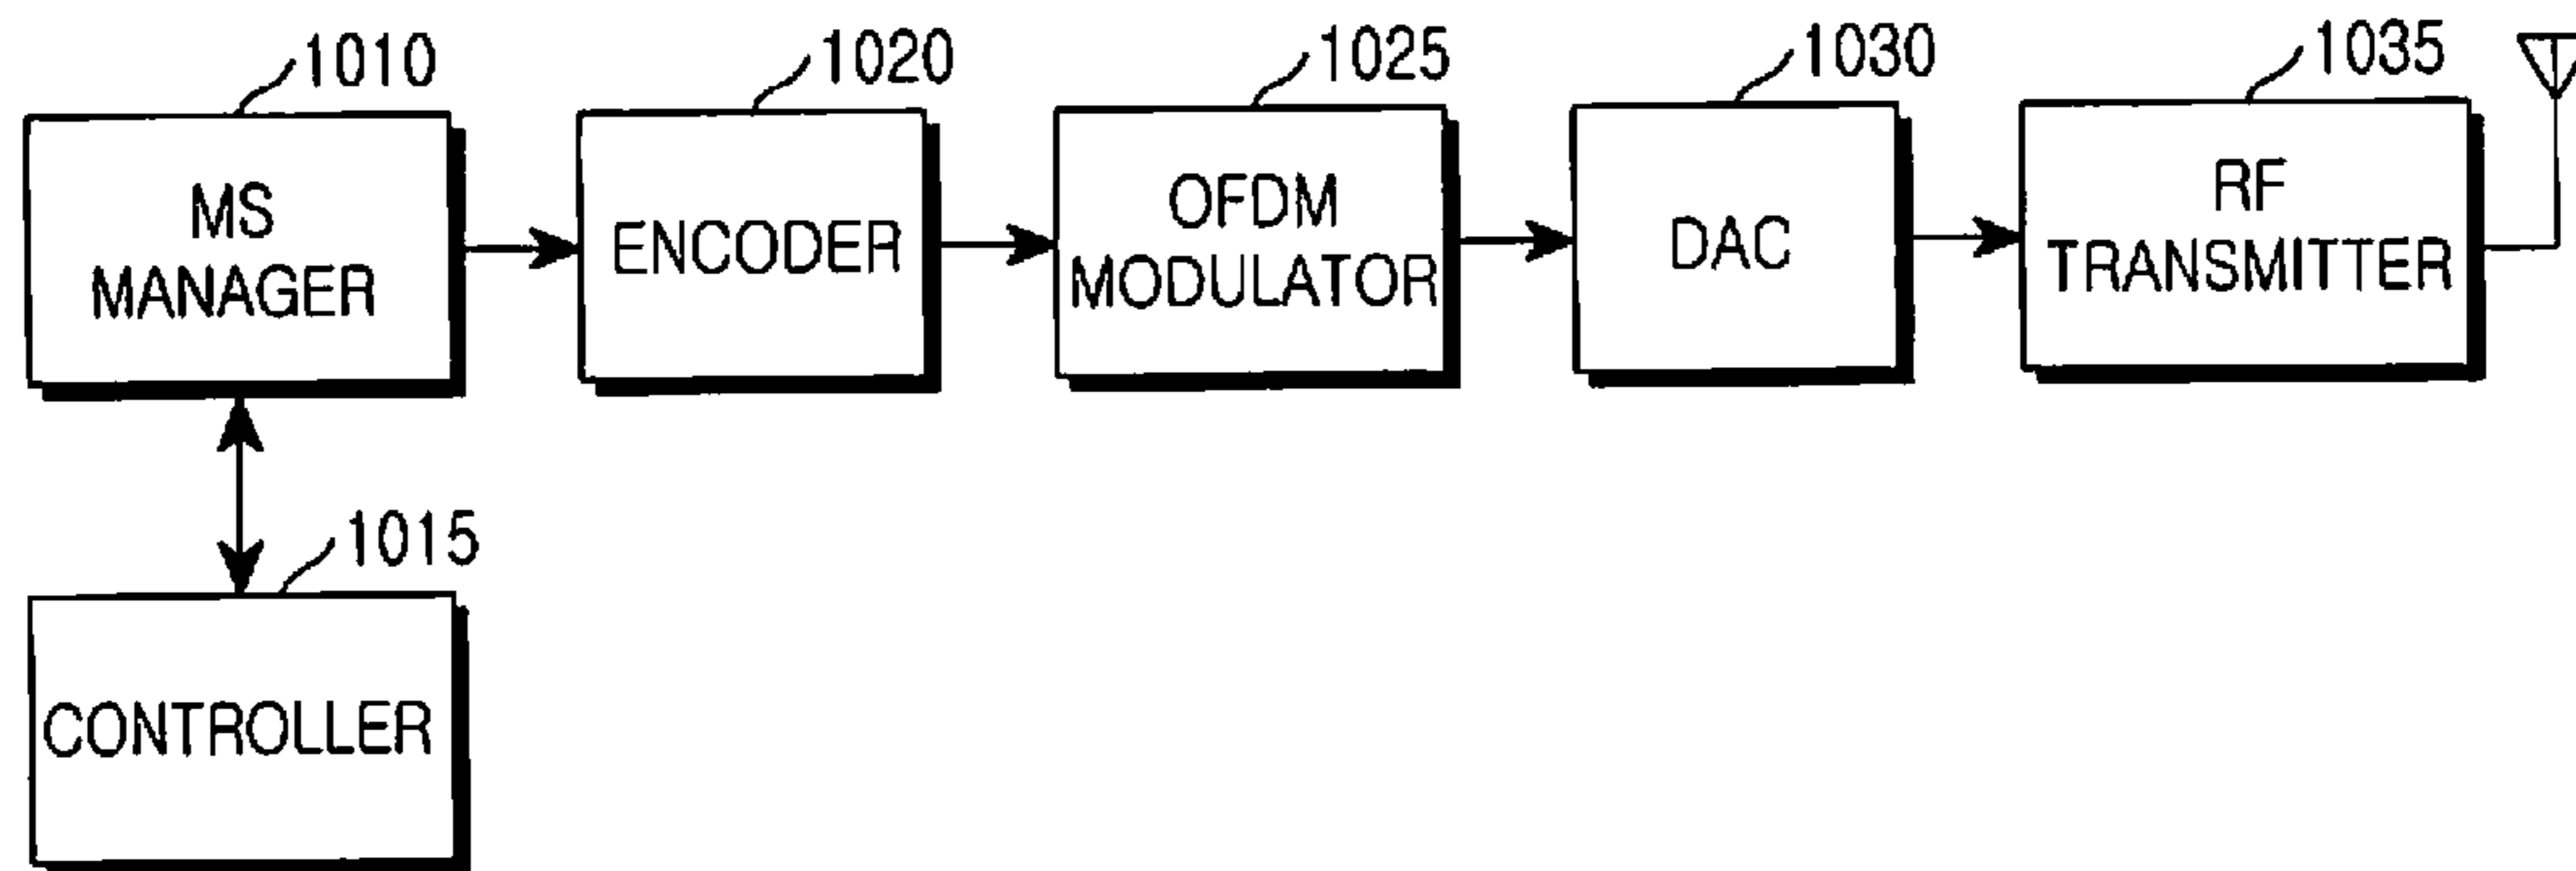 1010
1020
1025
1030
1035
MS
MANAGER
ENCODER
OFDM
MODULATOR
DAC
RF
TRANSMITTER
1015
CONTROLLER